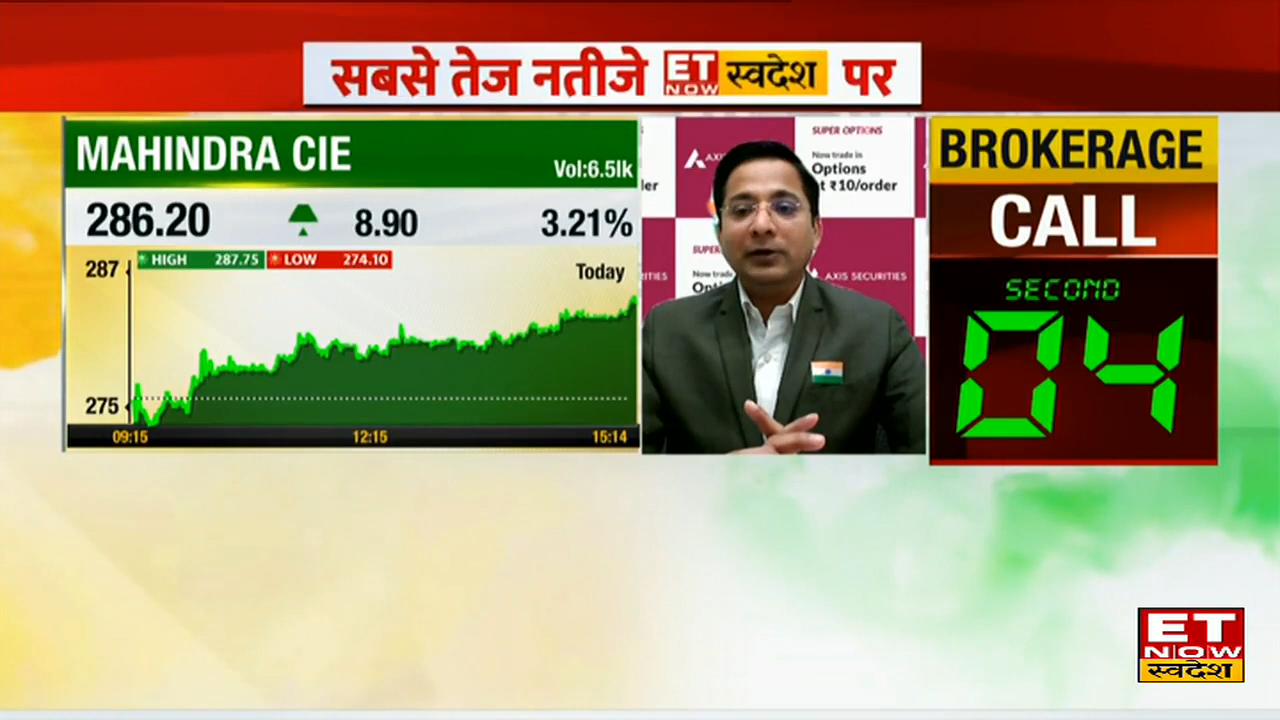 सबसे तेज नतीजे ET NOW स्वदेश पर
MAHINDRA CIE
Vol:6.5lk
286.20 8.90 3.21%
HIGH 287.75 LOW 274.10
Today
287
275
09:15 12:15 15:14
SUPER OPTIONS
Now trade in
Options
at ₹10/order
AXIS SECURITIES
BROKERAGE
CALL
SECOND
04
ET
NOW
स्वदेश